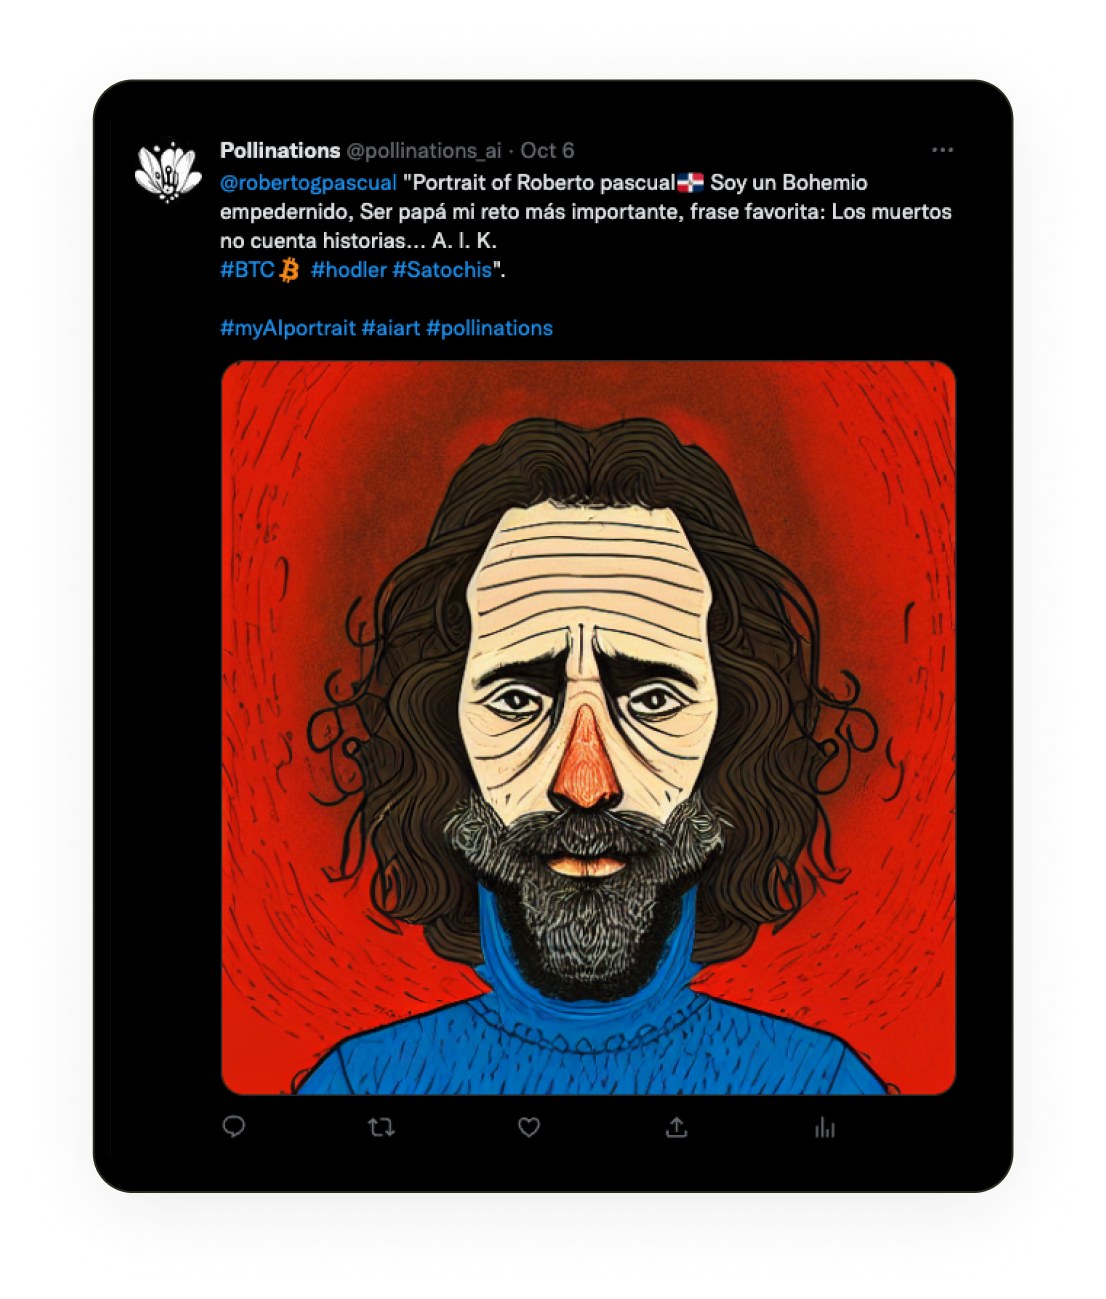 Pollinations @pollinations_ai · Oct 6
@robertogpascual "Portrait of Roberto pascual🇩🇴 Soy un Bohemio
empedernido, Ser papá mi reto más importante, frase favorita: Los muertos
no cuenta historias... A. I. K.
#BTC #hodler #Satochis".
#myAIportrait #aiart #pollinations